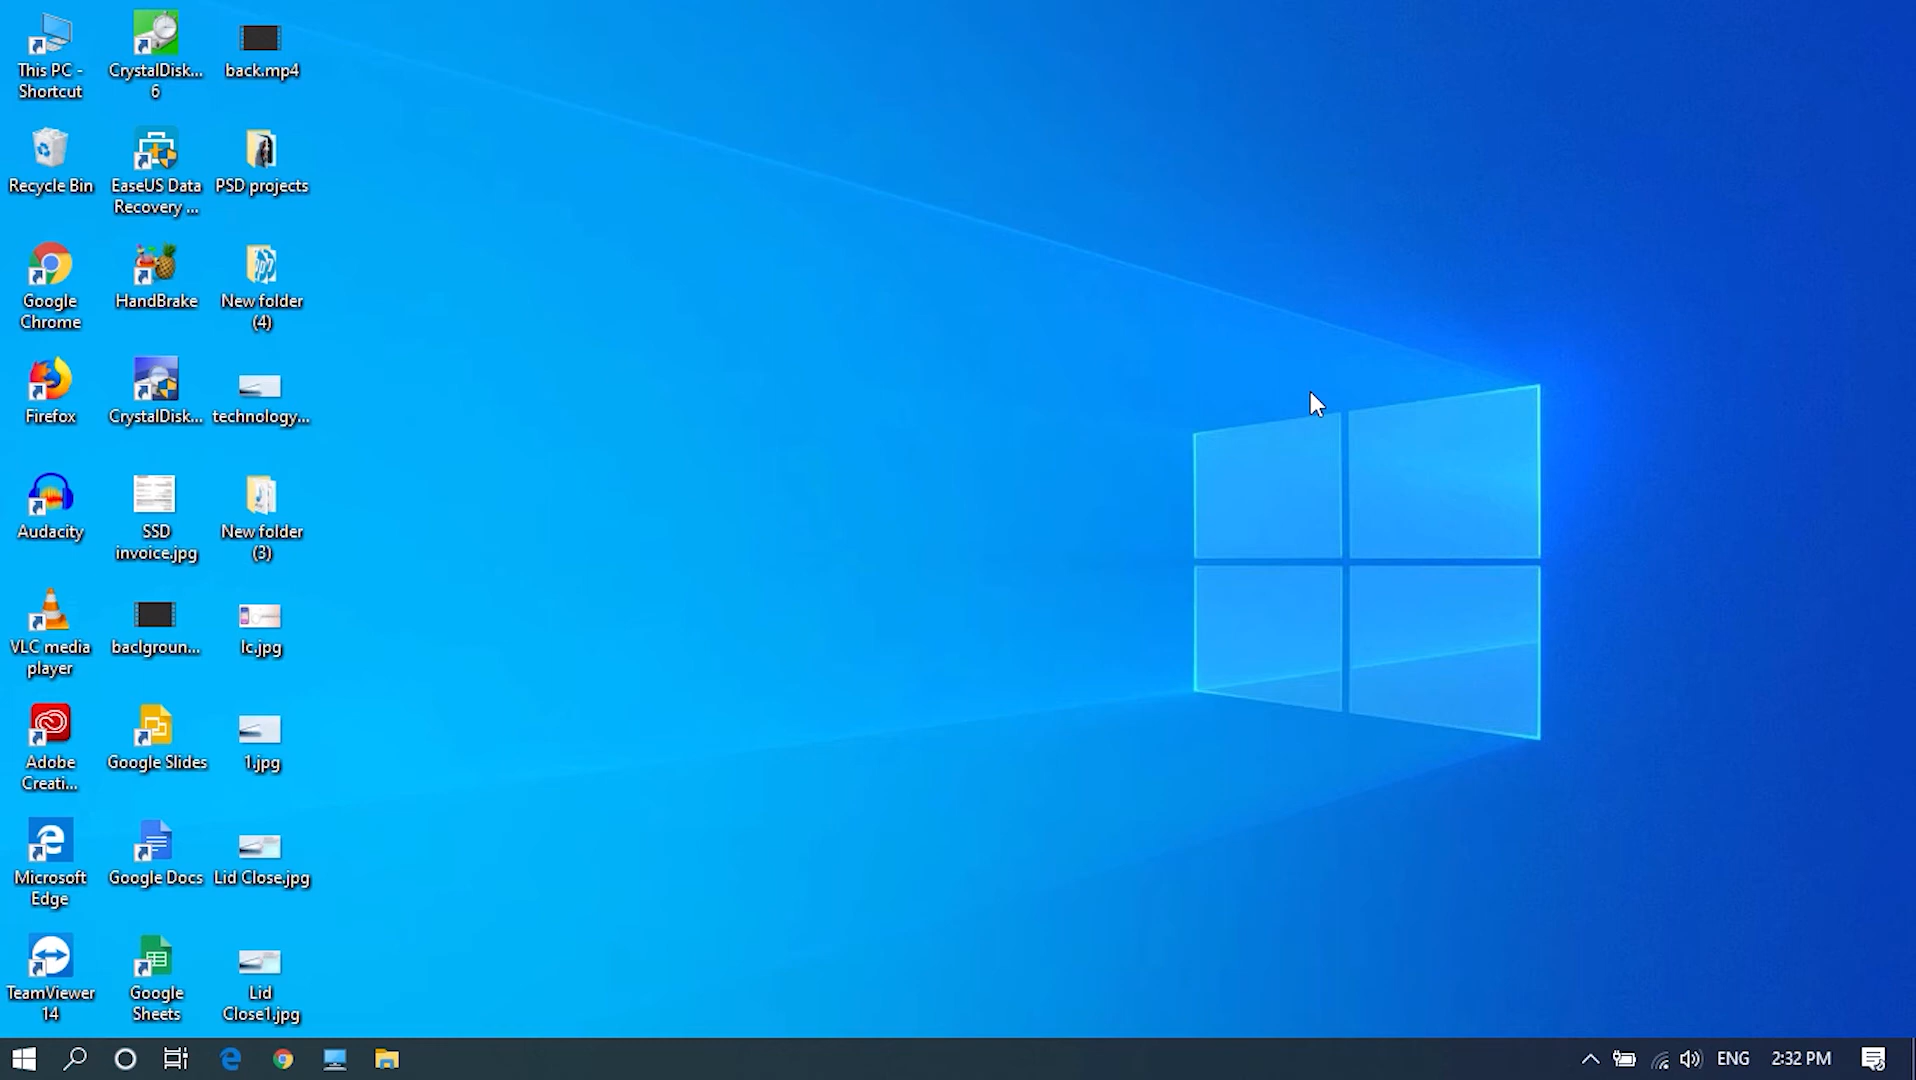 This PC -
Shortcut
CrystalDisk...
6
back.mp4
Recycle Bin
EaseUS Data
Recovery ...
PSD projects
Google
Chrome
HandBrake
New folder
(4)
Firefox
CrystalDisk...
technology...
Audacity
SSD
invoice.jpg
New folder
(3)
VLC media
player
baclgroun...
lc.jpg
Adobe
Creati...
Google Slides
1.jpg
Microsoft
Edge
Google Docs
Lid Close.jpg
TeamViewer
14
Google
Sheets
Lid
Close1.jpg
ENG
2:32 PM